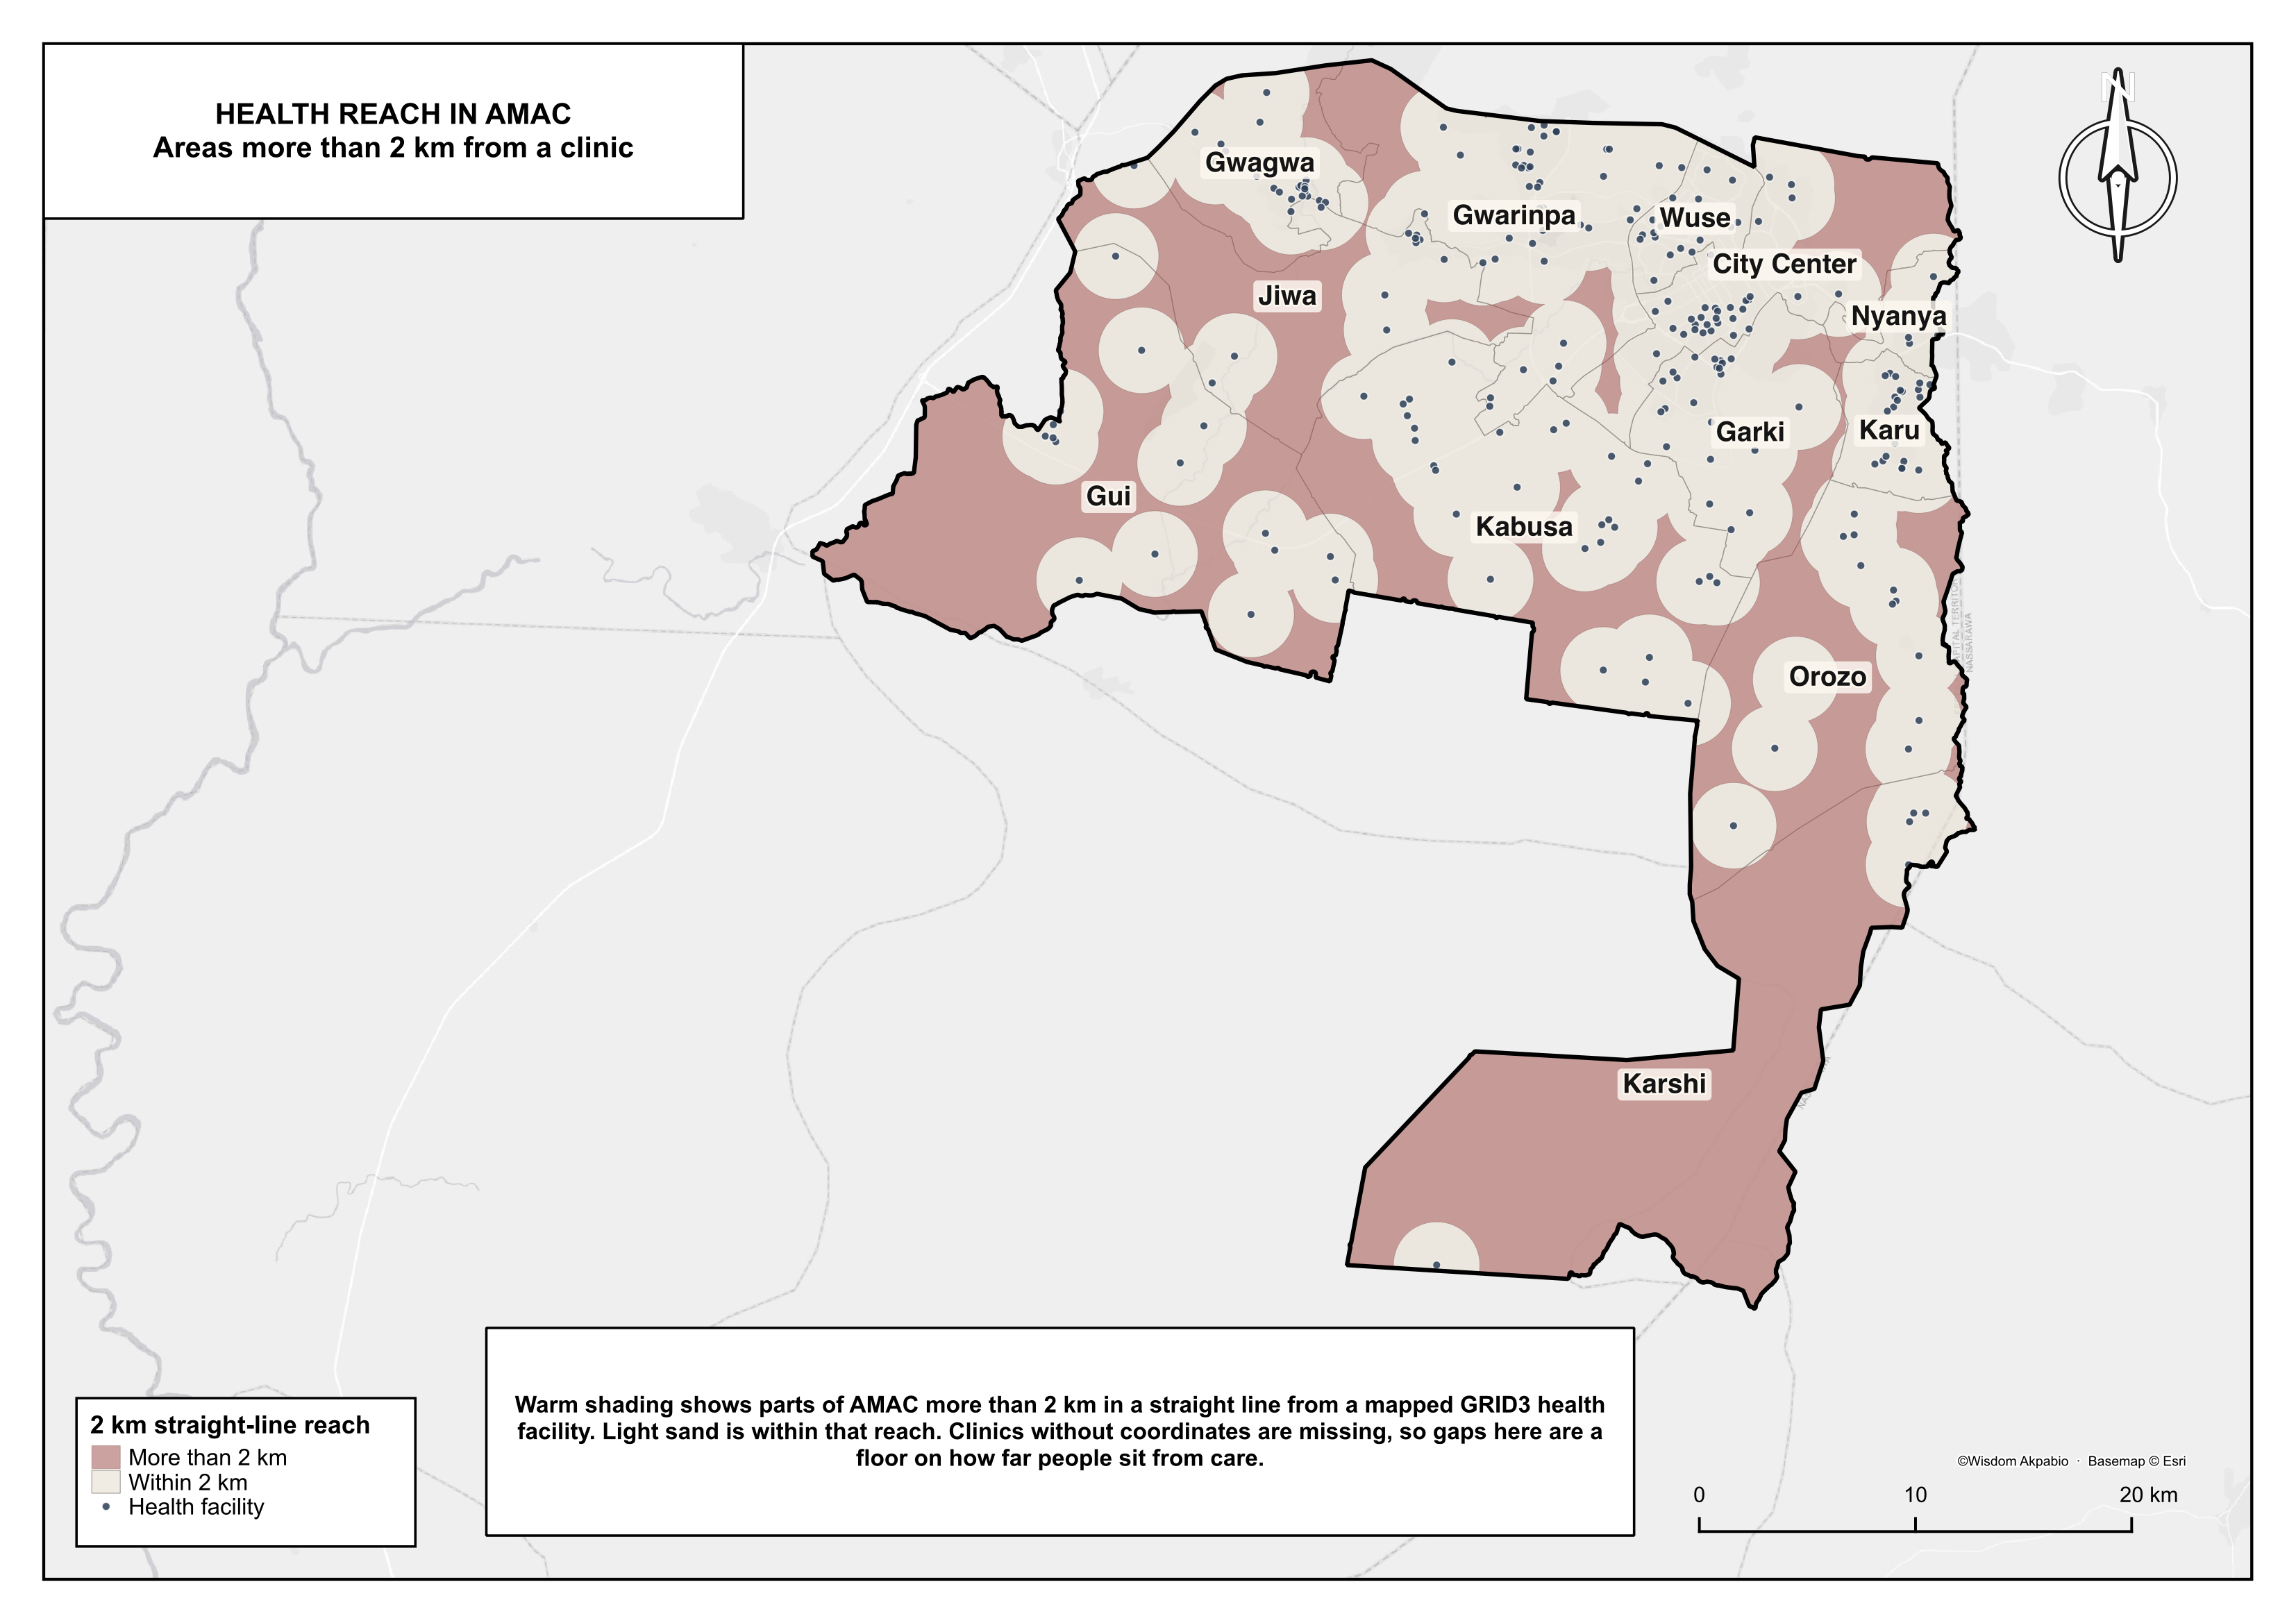 HEALTH REACH IN AMAC
Areas more than 2 km from a clinic
N
Gwagwa
Gwarinpa
Wuse
City Center
Jiwa
Nyanya
Garki
Karu
Gui
Kabusa
Orozo
NASSARAWA
Karshi
Warm shading shows parts of AMAC more than 2 km in a straight line from a mapped GRID3 health
facility. Light sand is within that reach. Clinics without coordinates are missing, so gaps here are a
floor on how far people sit from care.
2 km straight-line reach
More than 2 km
Within 2 km
Health facility
©Wisdom Akpabio · Basemap © Esri
0 10 20 km